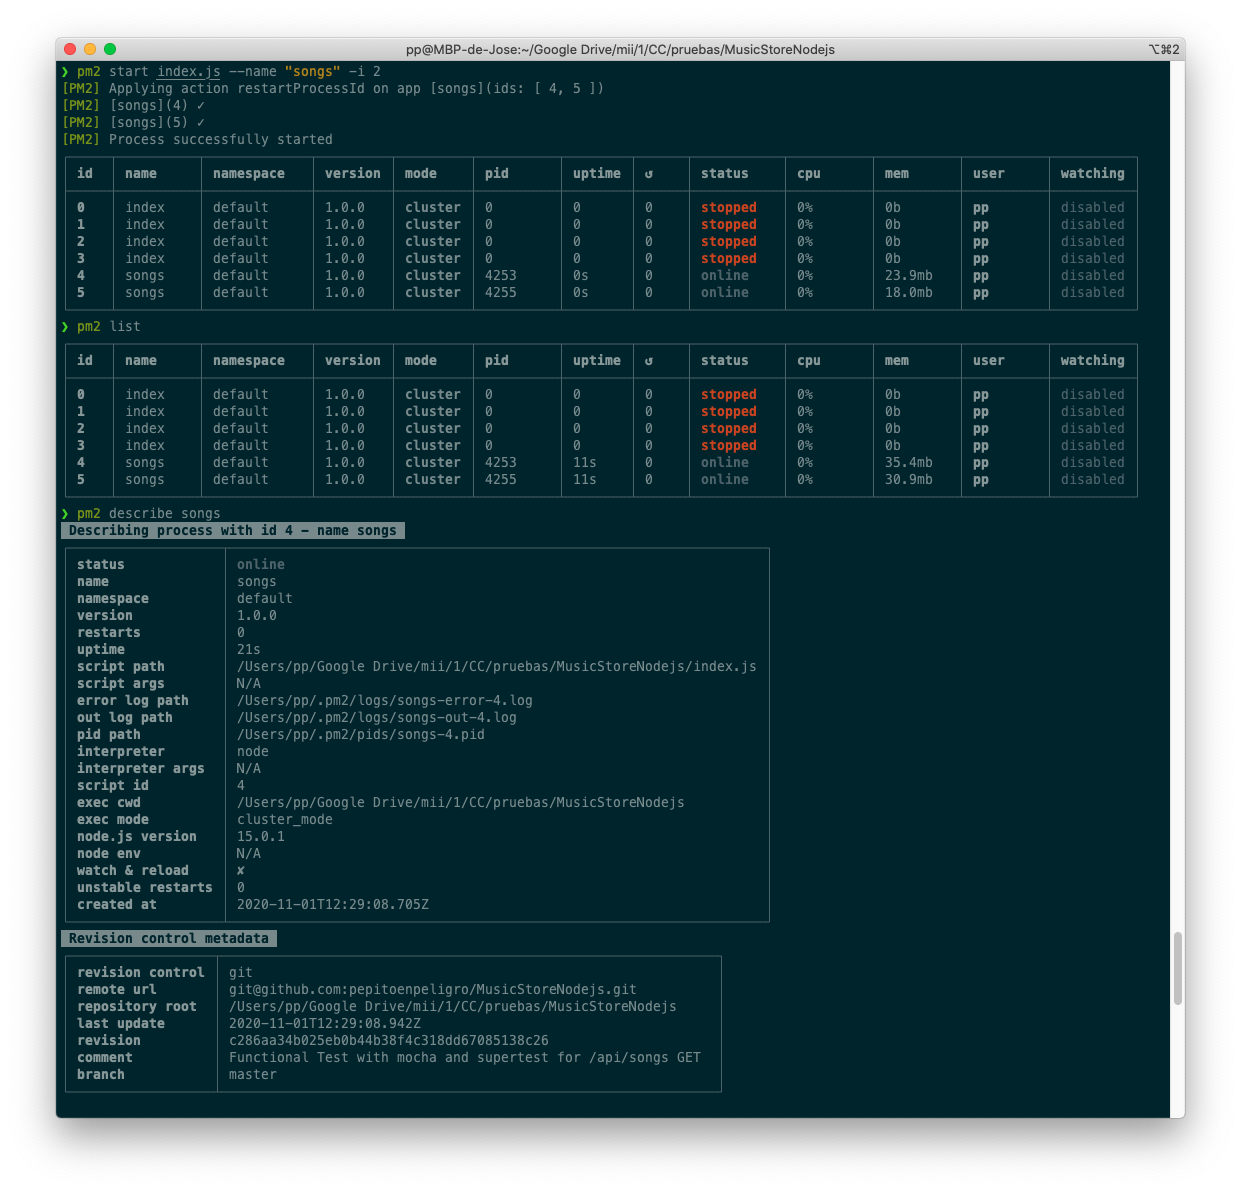 pp@MBP-de-Jose:~/Google Drive/mii/1/CC/pruebas/MusicStoreNodejs ⌥⌘2
❯ pm2 start index.js --name "songs" -i 2
[PM2] Applying action restartProcessId on app [songs](ids: [ 4, 5 ])
[PM2] [songs](4) ✓
[PM2] [songs](5) ✓
[PM2] Process successfully started
id name namespace version mode pid uptime ↺ status cpu mem user watching
0 index default 1.0.0 cluster 0 0 0 stopped 0% 0b pp disabled
1 index default 1.0.0 cluster 0 0 0 stopped 0% 0b pp disabled
2 index default 1.0.0 cluster 0 0 0 stopped 0% 0b pp disabled
3 index default 1.0.0 cluster 0 0 0 stopped 0% 0b pp disabled
4 songs default 1.0.0 cluster 4253 0s 0 online 0% 23.9mb pp disabled
5 songs default 1.0.0 cluster 4255 0s 0 online 0% 18.0mb pp disabled
❯ pm2 list
id name namespace version mode pid uptime ↺ status cpu mem user watching
0 index default 1.0.0 cluster 0 0 0 stopped 0% 0b pp disabled
1 index default 1.0.0 cluster 0 0 0 stopped 0% 0b pp disabled
2 index default 1.0.0 cluster 0 0 0 stopped 0% 0b pp disabled
3 index default 1.0.0 cluster 0 0 0 stopped 0% 0b pp disabled
4 songs default 1.0.0 cluster 4253 11s 0 online 0% 35.4mb pp disabled
5 songs default 1.0.0 cluster 4255 11s 0 online 0% 30.9mb pp disabled
❯ pm2 describe songs
Describing process with id 4 - name songs
status online
name songs
namespace default
version 1.0.0
restarts 0
uptime 21s
script path /Users/pp/Google Drive/mii/1/CC/pruebas/MusicStoreNodejs/index.js
script args N/A
error log path /Users/pp/.pm2/logs/songs-error-4.log
out log path /Users/pp/.pm2/logs/songs-out-4.log
pid path /Users/pp/.pm2/pids/songs-4.pid
interpreter node
interpreter args N/A
script id 4
exec cwd /Users/pp/Google Drive/mii/1/CC/pruebas/MusicStoreNodejs
exec mode cluster_mode
node.js version 15.0.1
node env N/A
watch & reload ✘
unstable restarts 0
created at 2020-11-01T12:29:08.705Z
Revision control metadata
revision control git
remote url git@github.com:pepitoenpeligro/MusicStoreNodejs.git
repository root /Users/pp/Google Drive/mii/1/CC/pruebas/MusicStoreNodejs
last update 2020-11-01T12:29:08.942Z
revision c286aa34b025eb0b44b38f4c318dd67085138c26
comment Functional Test with mocha and supertest for /api/songs GET
branch master